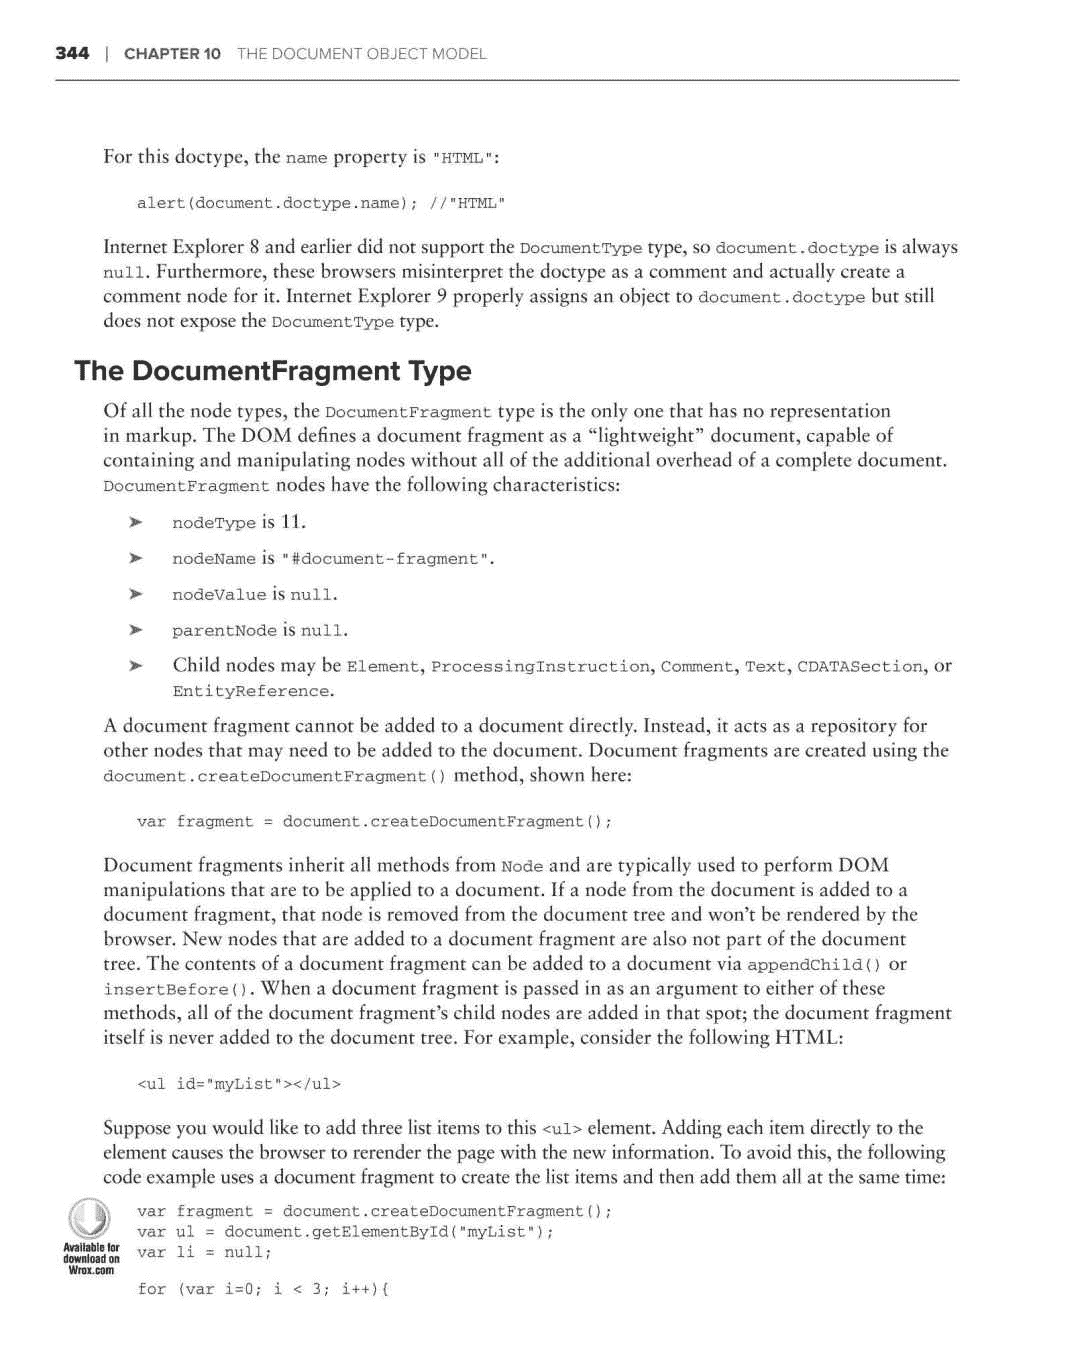 344 | CHAPTER 10 THE DOCUMENT OBJECT MODEL
For this doctype, the name property is "HTML":
alert(document.doctype.name); //"HTML"
Internet Explorer 8 and earlier did not support the DocumentType type, so document.doctype is always
null. Furthermore, these browsers misinterpret the doctype as a comment and actually create a
comment node for it. Internet Explorer 9 properly assigns an object to document.doctype but still
does not expose the DocumentType type.
The DocumentFragment Type
Of all the node types, the DocumentFragment type is the only one that has no representation
in markup. The DOM defines a document fragment as a “lightweight” document, capable of
containing and manipulating nodes without all of the additional overhead of a complete document.
DocumentFragment nodes have the following characteristics:
➤ nodeType is 11.
➤ nodeName is "#document-fragment".
➤ nodeValue is null.
➤ parentNode is null.
➤ Child nodes may be Element, ProcessingInstruction, Comment, Text, CDATASection, or
EntityReference.
A document fragment cannot be added to a document directly. Instead, it acts as a repository for
other nodes that may need to be added to the document. Document fragments are created using the
document.createDocumentFragment() method, shown here:
var fragment = document.createDocumentFragment();
Document fragments inherit all methods from Node and are typically used to perform DOM
manipulations that are to be applied to a document. If a node from the document is added to a
document fragment, that node is removed from the document tree and won’t be rendered by the
browser. New nodes that are added to a document fragment are also not part of the document
tree. The contents of a document fragment can be added to a document via appendChild() or
insertBefore(). When a document fragment is passed in as an argument to either of these
methods, all of the document fragment’s child nodes are added in that spot; the document fragment
itself is never added to the document tree. For example, consider the following HTML:
<ul id="myList"></ul>
Suppose you would like to add three list items to this <ul> element. Adding each item directly to the
element causes the browser to rerender the page with the new information. To avoid this, the following
code example uses a document fragment to create the list items and then add them all at the same time:
var fragment = document.createDocumentFragment();
var ul = document.getElementById("myList");
var li = null;
for (var i=0; i < 3; i++){
Available for
download on
Wrox.com